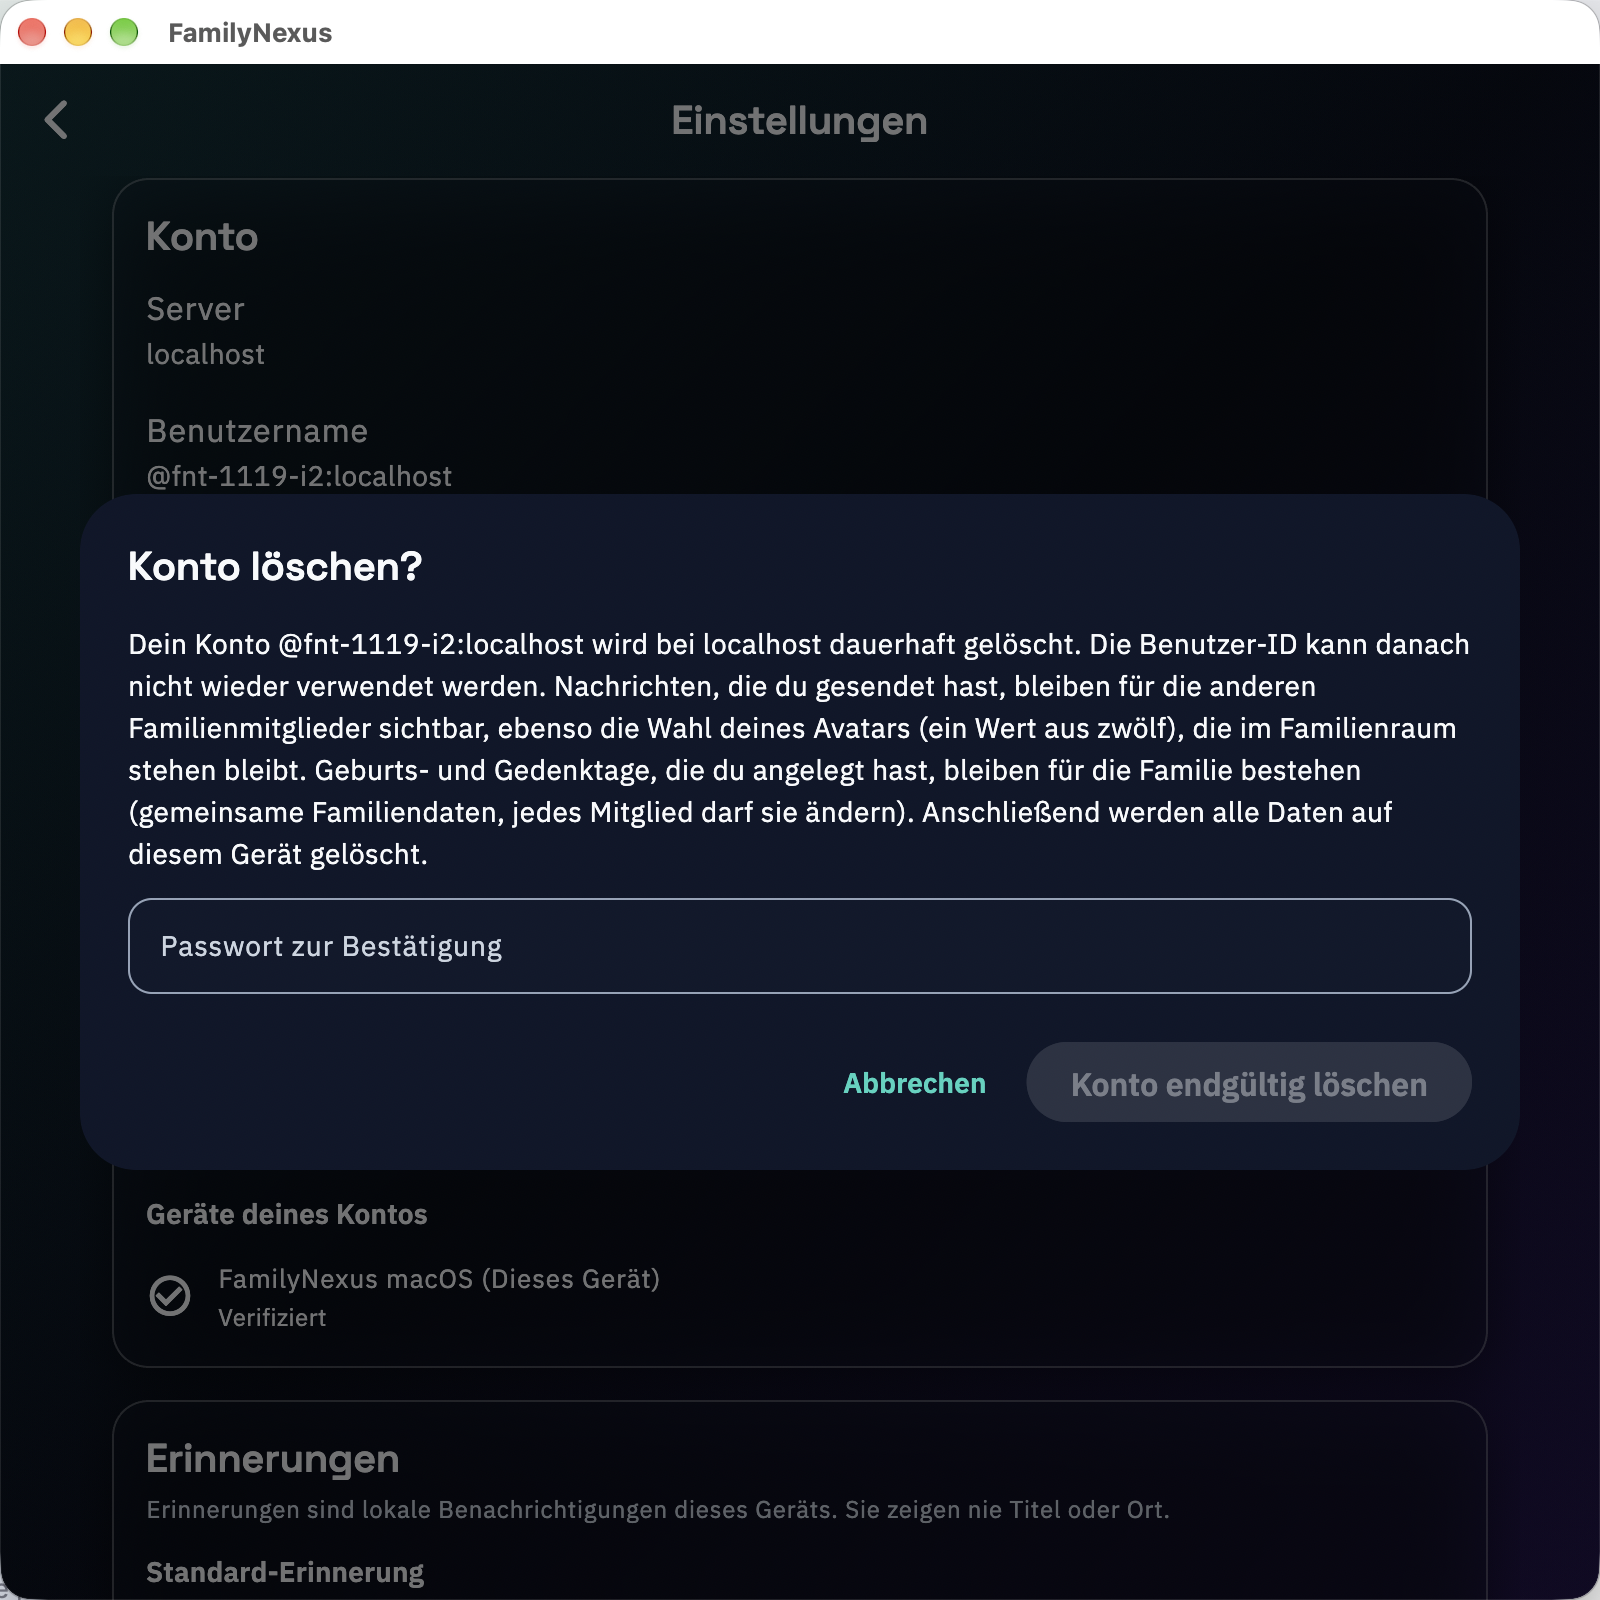 FamilyNexus
Einstellungen
Konto
Server
localhost
Benutzername
@fnt-1119-i2:localhost
Konto löschen?
Dein Konto @fnt-1119-i2:localhost wird bei localhost dauerhaft gelöscht. Die Benutzer-ID kann danach
nicht wieder verwendet werden. Nachrichten, die du gesendet hast, bleiben für die anderen
Familienmitglieder sichtbar, ebenso die Wahl deines Avatars (ein Wert aus zwölf), die im Familienraum
stehen bleibt. Geburts- und Gedenktage, die du angelegt hast, bleiben für die Familie bestehen
(gemeinsame Familiendaten, jedes Mitglied darf sie ändern). Anschließend werden alle Daten auf
diesem Gerät gelöscht.
Passwort zur Bestätigung
Abbrechen
Konto endgültig löschen
Geräte deines Kontos
FamilyNexus macOS (Dieses Gerät)
Verifiziert
Erinnerungen
Erinnerungen sind lokale Benachrichtigungen dieses Geräts. Sie zeigen nie Titel oder Ort.
Standard-Erinnerung